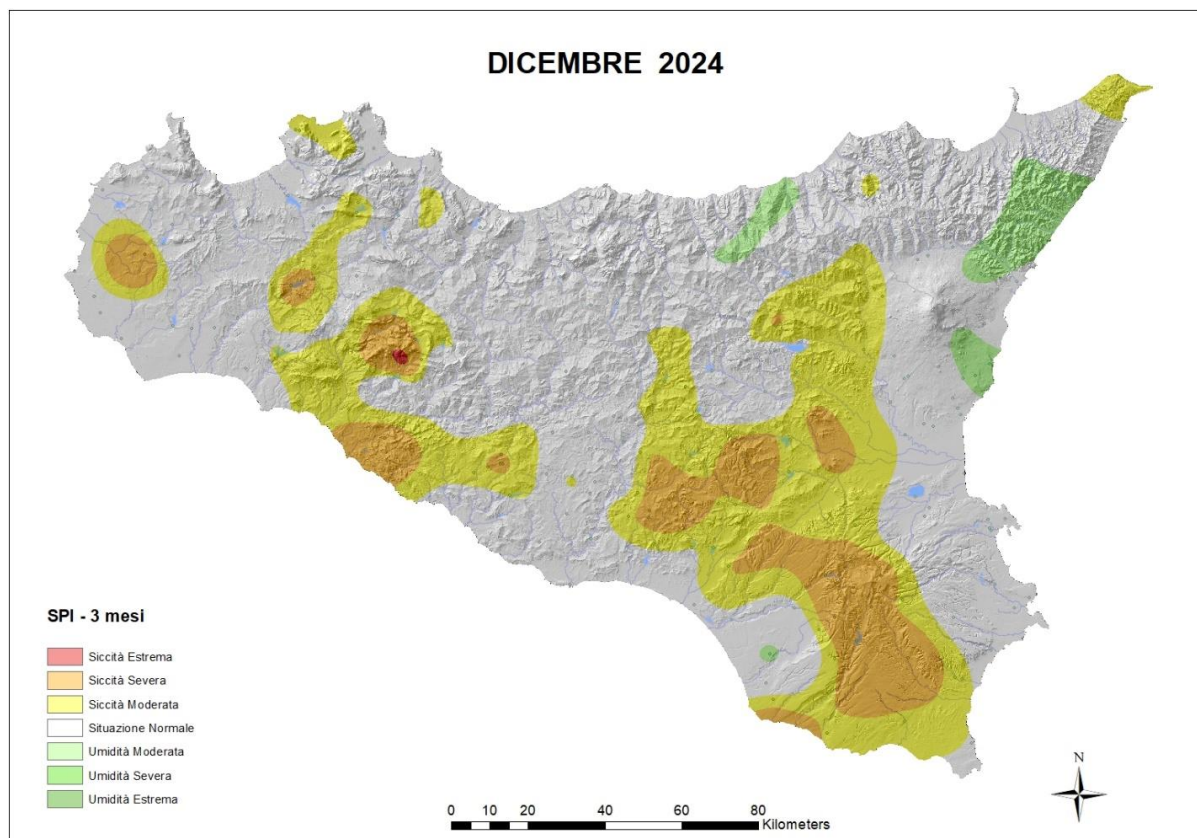 DICEMBRE 2024
SPI - 3 mesi
Siccità Estrema
Siccità Severa
Siccità Moderata
Situazione Normale
Umidità Moderata
Umidità Severa
Umidità Estrema
N
0 10 20 40 60 80
Kilometers